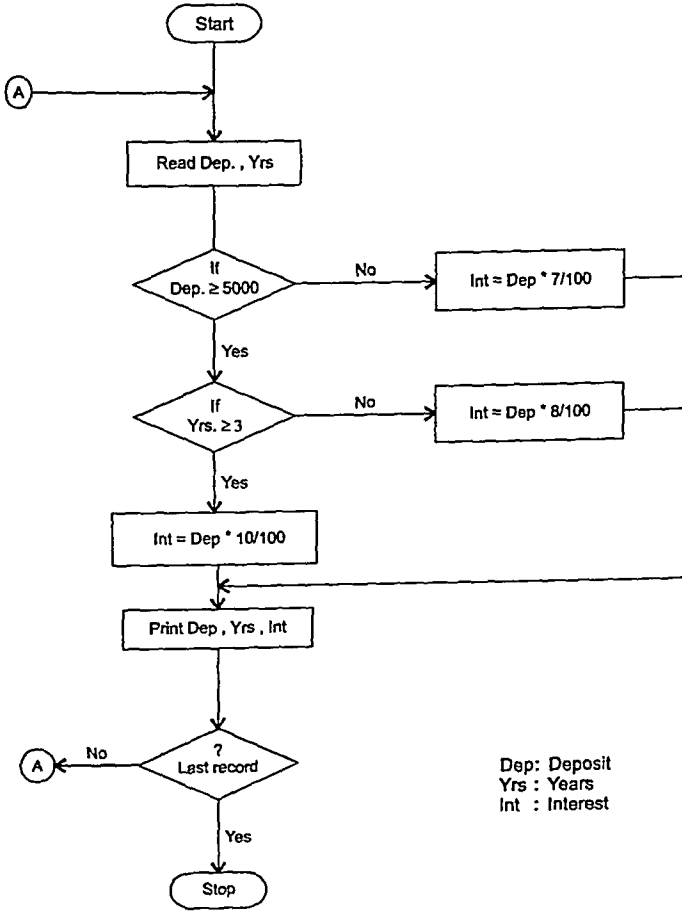 Start
A
Read Dep. , Yrs
If
Dep. ≥ 5000
No
Int = Dep * 7/100
Yes
If
Yrs. ≥ 3
No
Int = Dep * 8/100
Yes
Int = Dep * 10/100
Print Dep , Yrs , Int
?
Last record
No
A
Yes
Stop
Dep: Deposit
Yrs : Years
Int : Interest